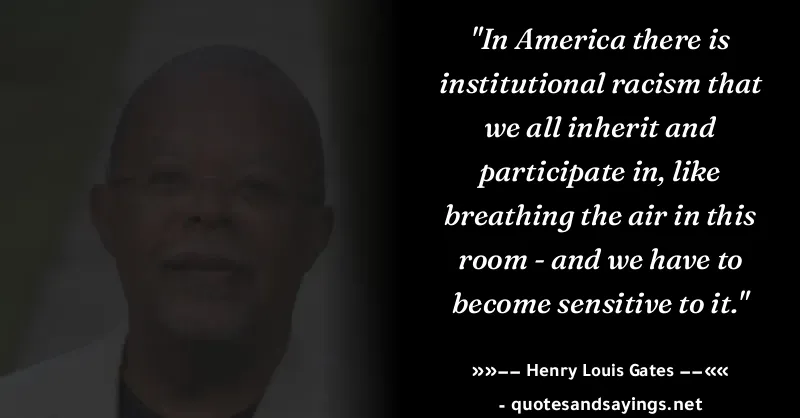 "In America there is
institutional racism that
we all inherit and
participate in, like
breathing the air in this
room - and we have to
become sensitive to it."
»»—— Henry Louis Gates ——««
- quotesandsayings.net